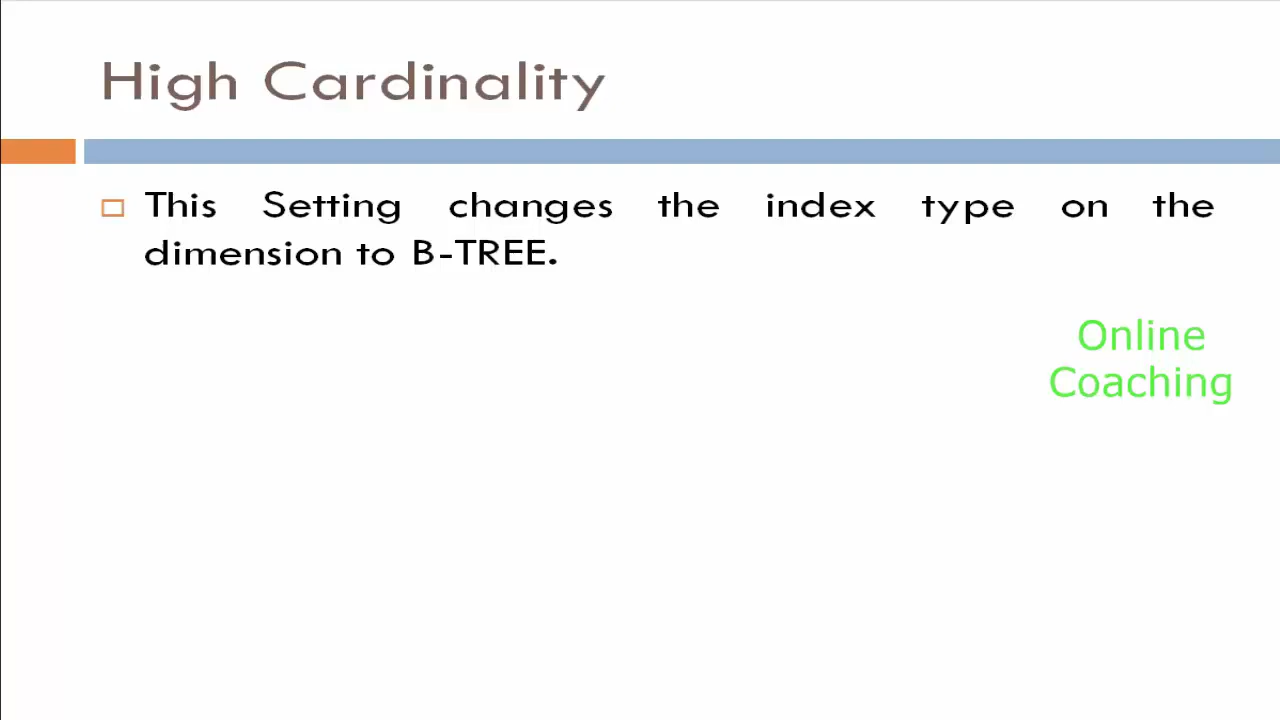 High Cardinality
This Setting changes the index type on the
dimension to B-TREE.
Online
Coaching